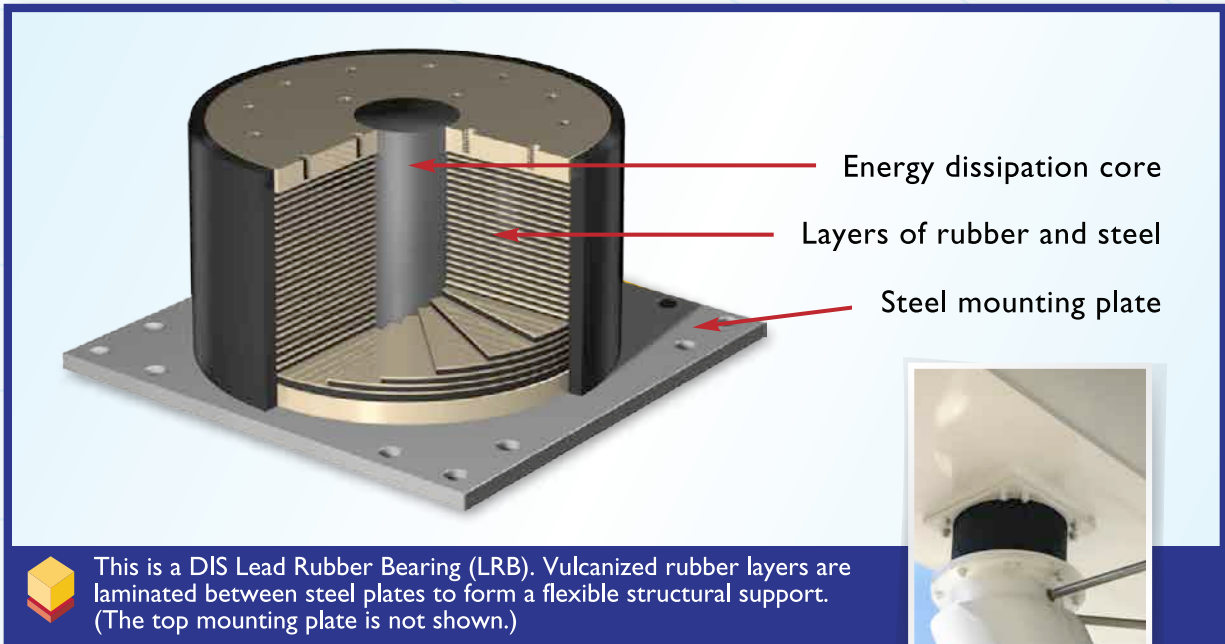 Energy dissipation core
Layers of rubber and steel
Steel mounting plate
This is a DIS Lead Rubber Bearing (LRB). Vulcanized rubber layers are
laminated between steel plates to form a flexible structural support.
(The top mounting plate is not shown.)